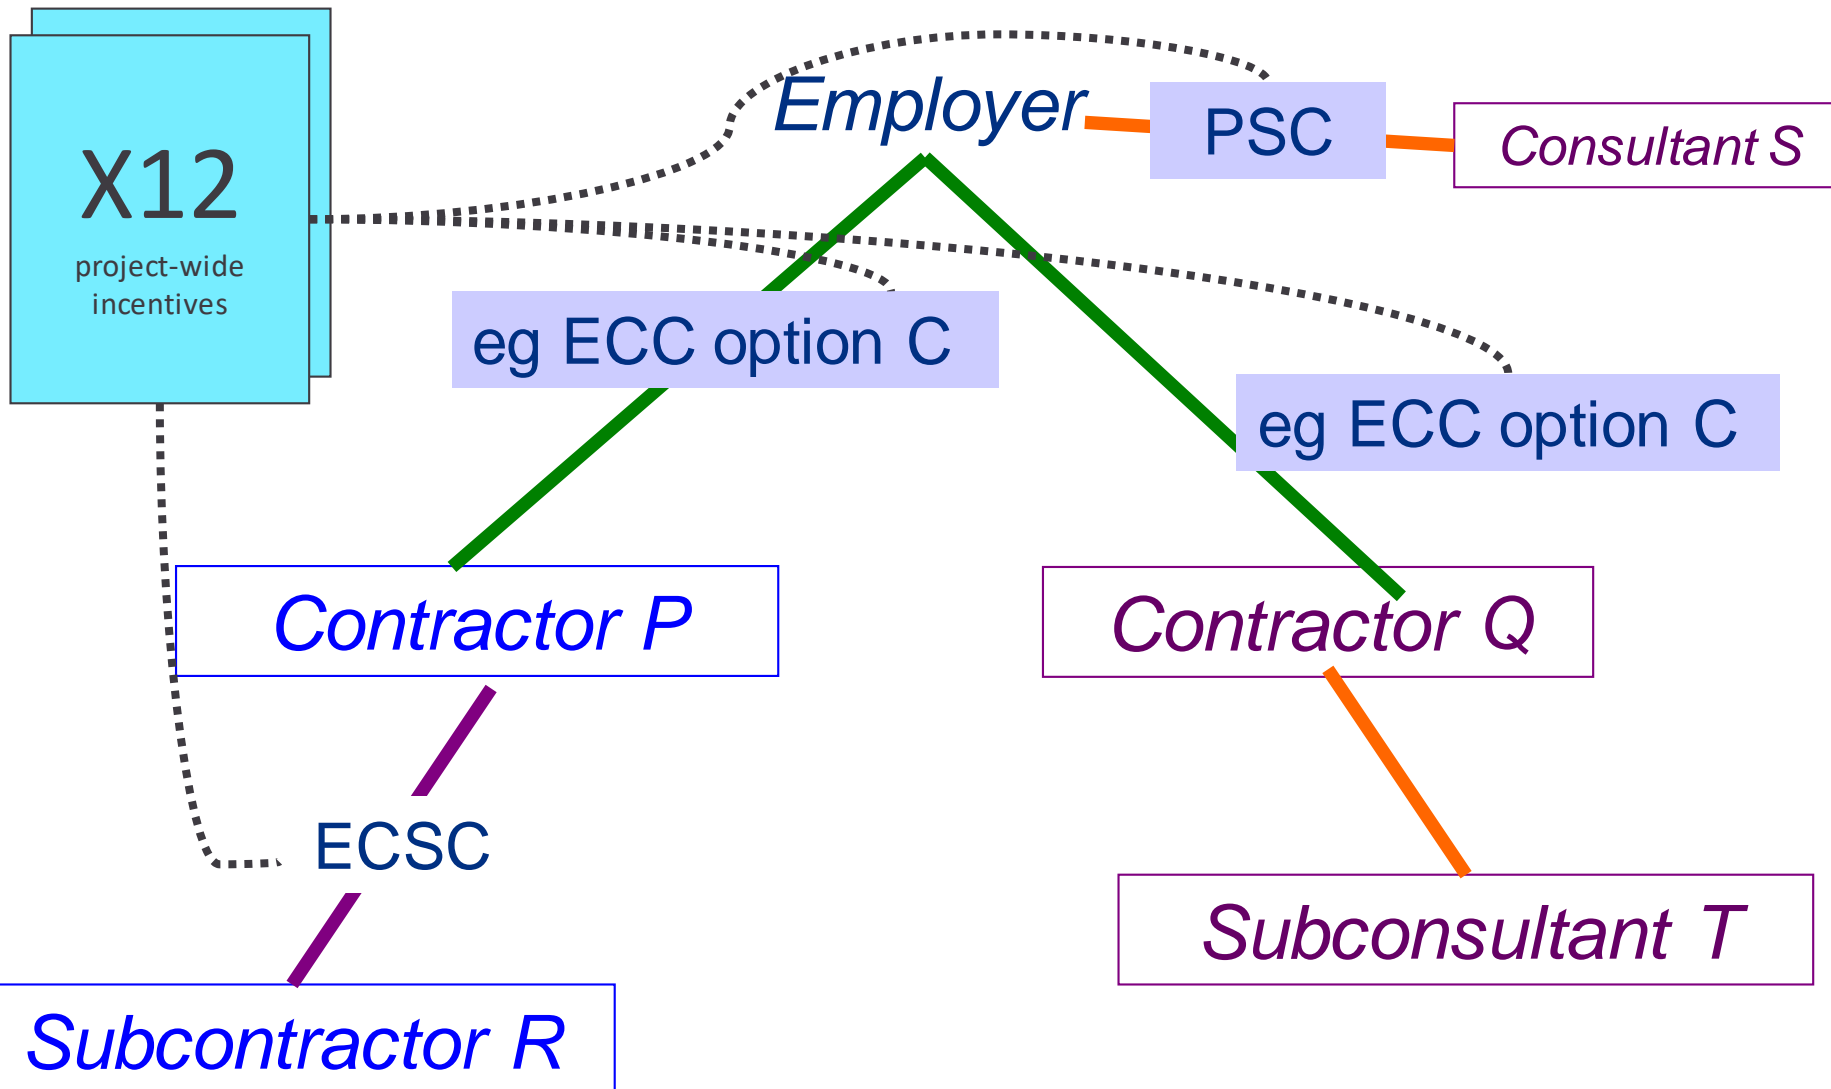 Employer
PSC
Consultant S
X12
project-wide
incentives
eg ECC option C
eg ECC option C
Contractor P
Contractor Q
ECSC
Subconsultant T
Subcontractor R